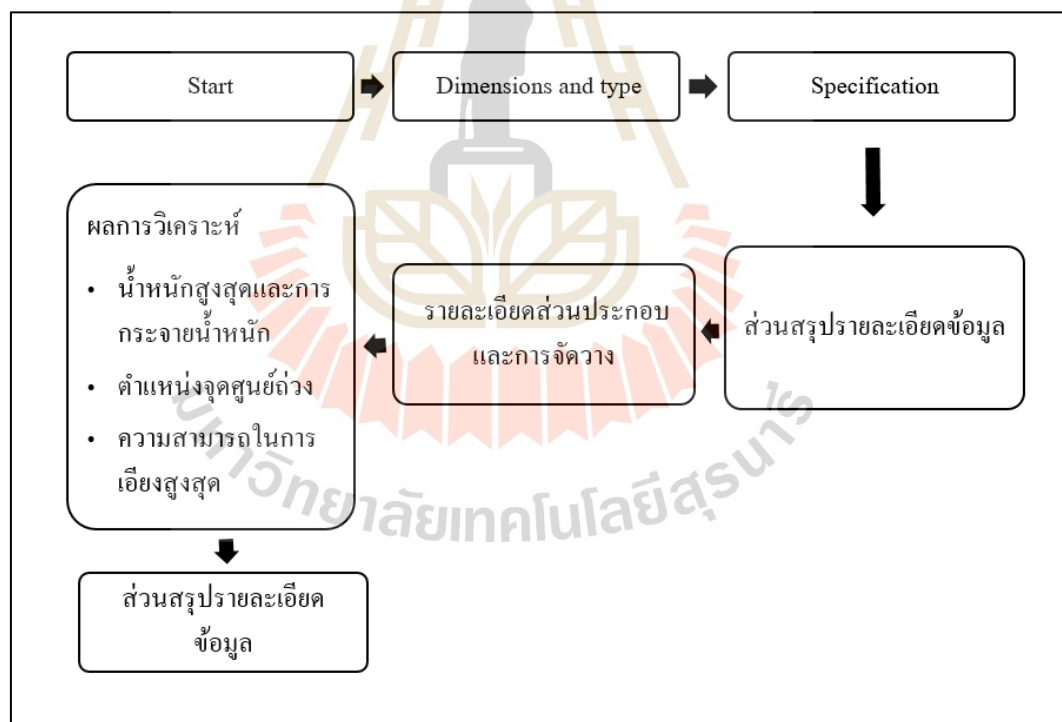 Start
Dimensions and type
Specification
ส่วนสรุปรายละเอียดข้อมูล
รายละเอียดส่วนประกอบ
และการจัดวาง
ผลการวิเคราะห์
• น้ำหนักสูงสุดและการ
กระจายน้ำหนัก
• ตำแหน่งจุดศูนย์ถ่วง
• ความสามารถในการ
เอียงสูงสุด
ส่วนสรุปรายละเอียด
ข้อมูล
มหาวิทยาลัยเทคโนโลยีสุรนารี